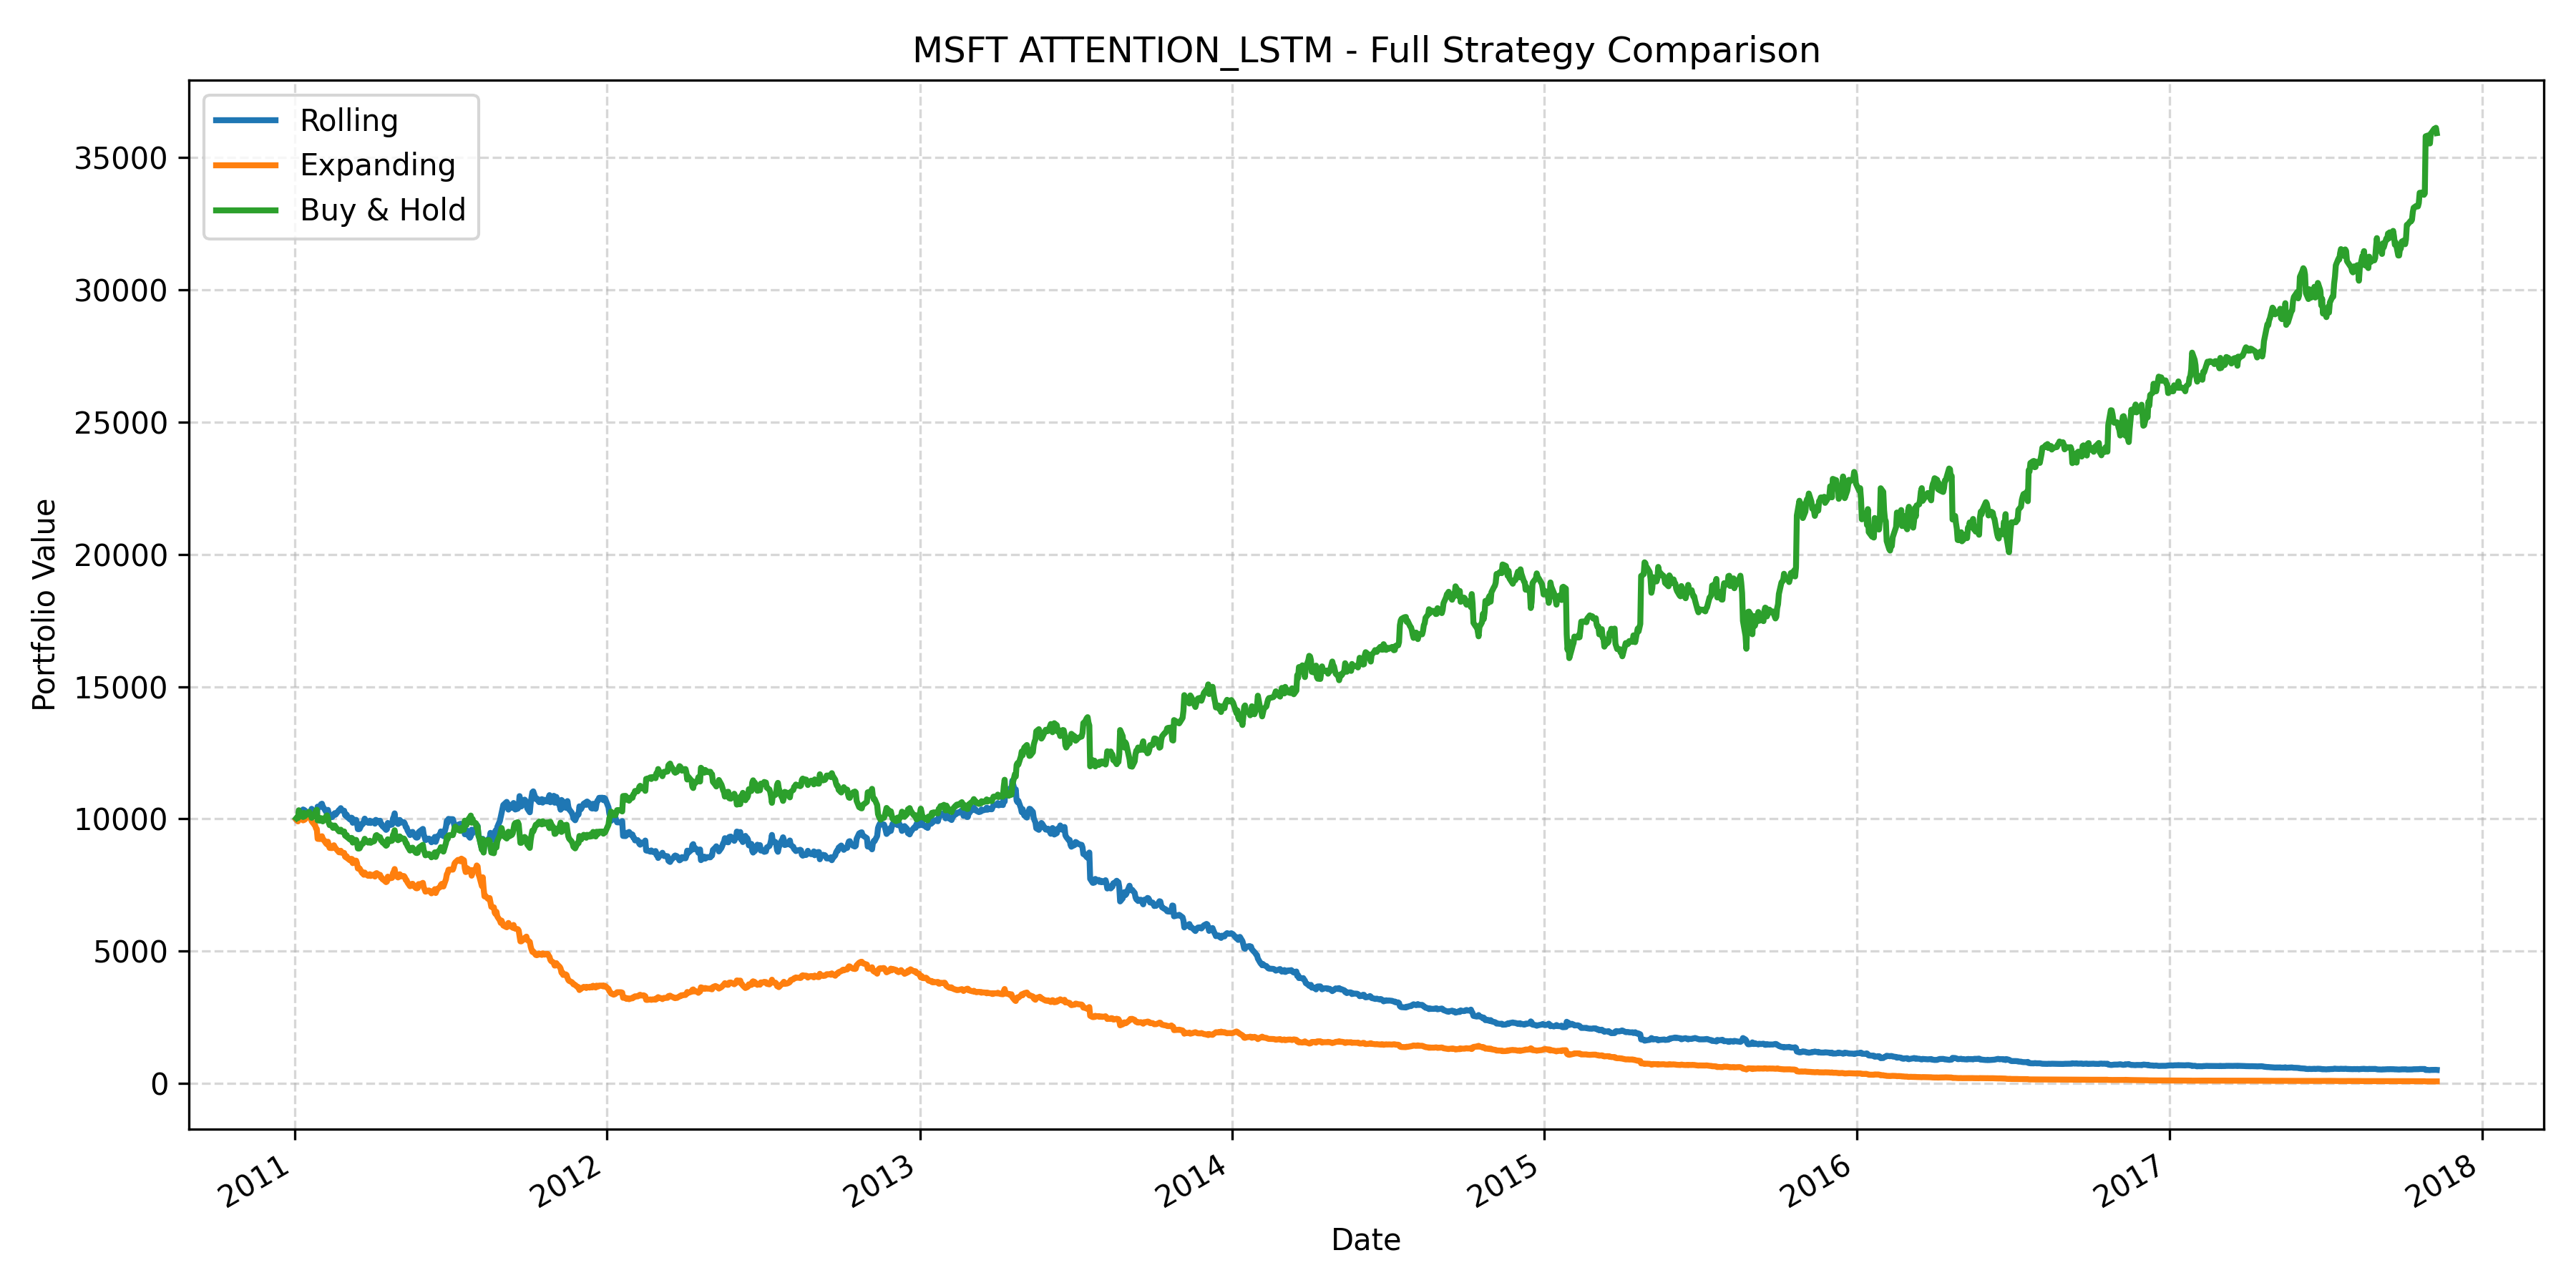 MSFT ATTENTION_LSTM - Full Strategy Comparison
Rolling
Expanding
Buy & Hold
Portfolio Value
35000
30000
25000
20000
15000
10000
5000
0
2011
2012
2013
2014
2015
2016
2017
2018
Date